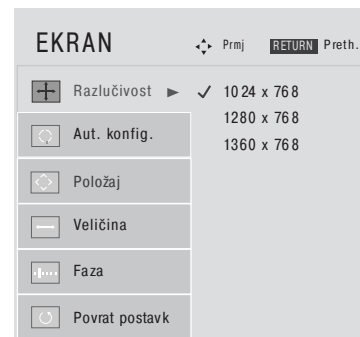 EKRAN
Prmj RETURN Preth.
Razlučivost
1024 x 768
1280 x 768
1360 x 768
Aut. konfig.
Položaj
Veličina
Faza
Povrat postavk